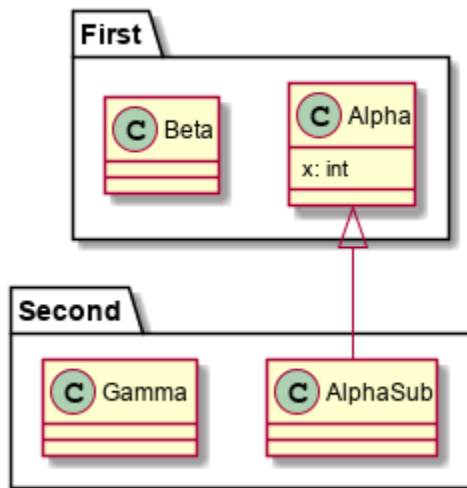 First
C Beta
C Alpha
x: int
Second
C Gamma
C AlphaSub